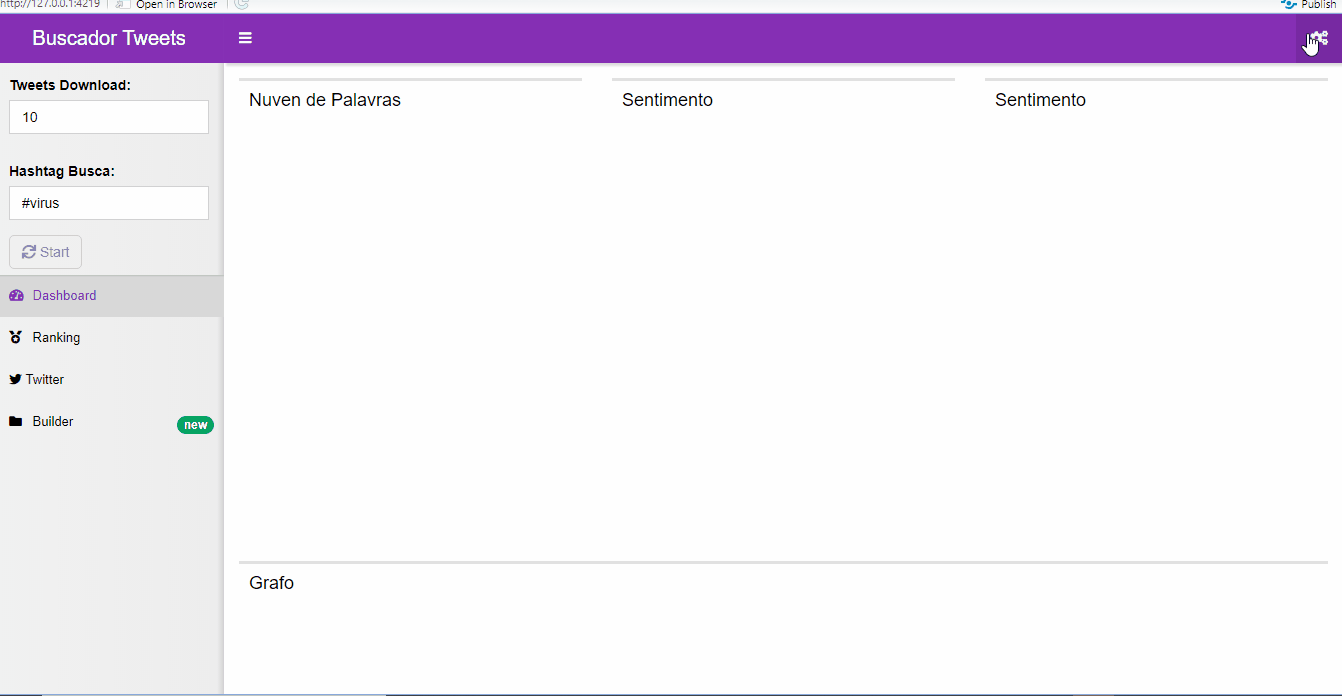 http://127.0.0.1:4219 Open in Browser Publish
Buscador Tweets
Tweets Download:
10
Hashtag Busca:
#virus
Start
Dashboard
Ranking
Twitter
Builder new
Nuven de Palavras
Sentimento
Sentimento
Grafo